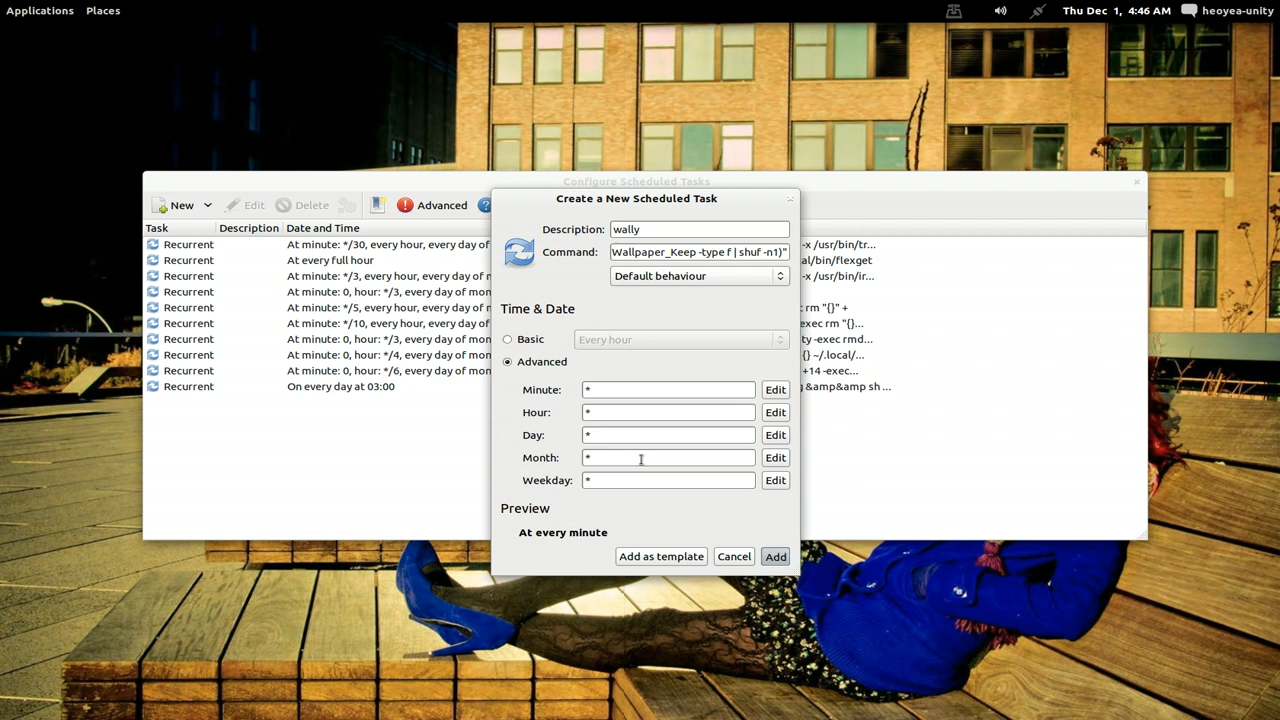 Applications Places Thu Dec 1, 4:46 AM heoyea-unity
Configure Scheduled Tasks
New Edit Delete Advanced
Task Description Date and Time
Recurrent At minute: */30, every hour, every day of -x /usr/bin/tr...
Recurrent At every full hour al/bin/flexget
Recurrent At minute: */3, every hour, every day of m -x /usr/bin/ir...
Recurrent At minute: 0, hour: */3, every day of mon
Recurrent At minute: */5, every hour, every day of m rm "{}" +
Recurrent At minute: */10, every hour, every day of exec rm "{}...
Recurrent At minute: 0, hour: */3, every day of mon ty -exec rmd...
Recurrent At minute: 0, hour: */4, every day of mon {} ~/.local/...
Recurrent At minute: 0, hour: */6, every day of mon +14 -exec...
Recurrent On every day at 03:00 g &amp&amp sh ...
Create a New Scheduled Task
Description: wally
Command: Wallpaper_Keep -type f | shuf -n1)"
Default behaviour
Time & Date
Basic Every hour
Advanced
Minute: * Edit
Hour: * Edit
Day: * Edit
Month: * Edit
Weekday: * Edit
Preview
At every minute
Add as template Cancel Add